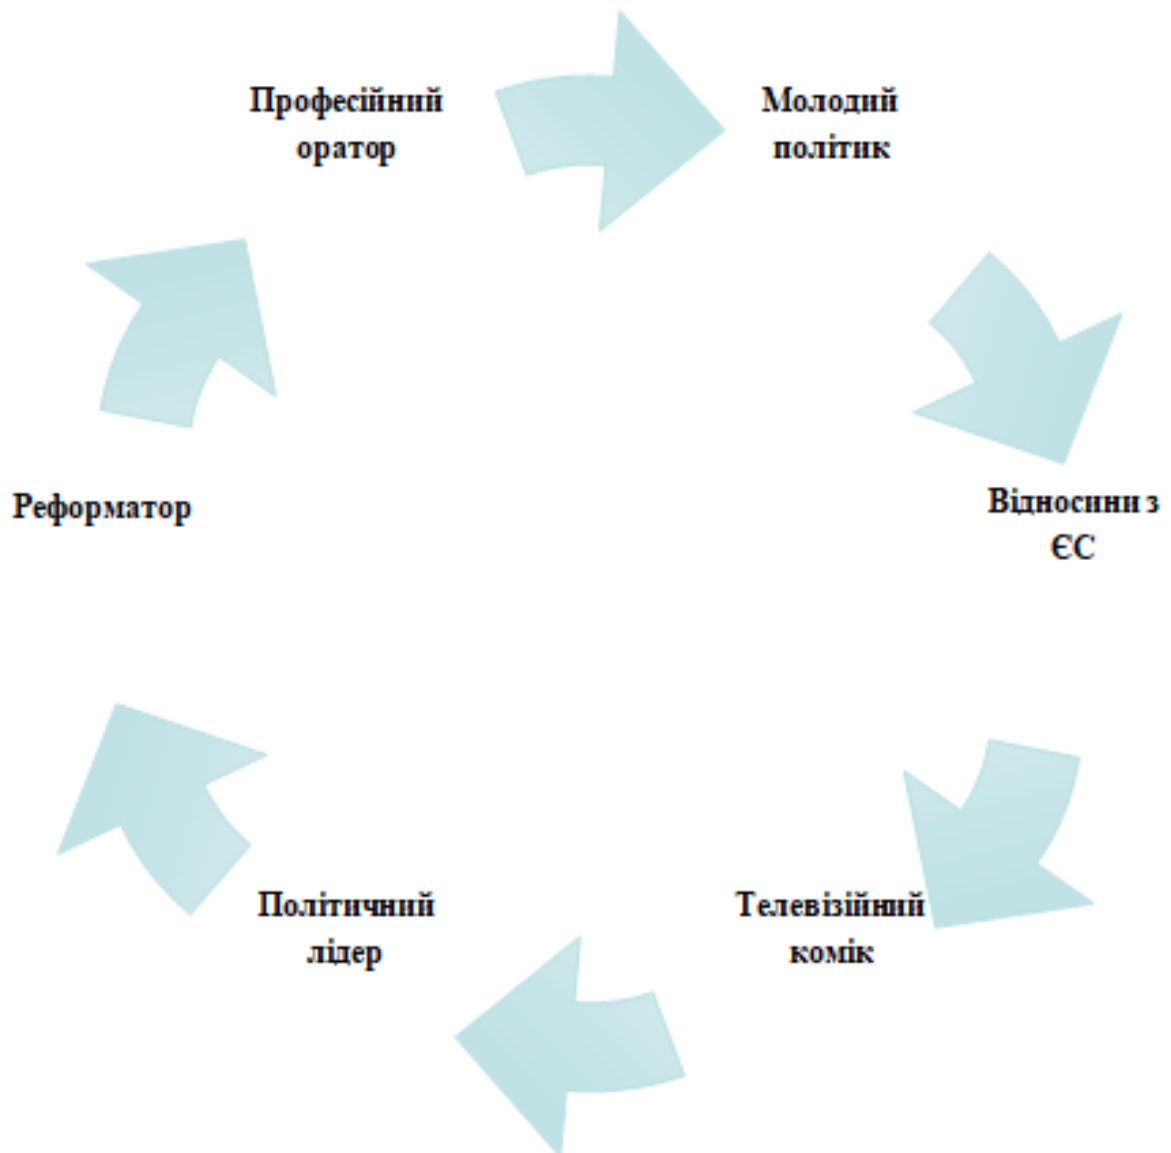 Професійний
оратор
Молодий
політик
Відносини з
ЄС
Телевізійний
комік
Політичний
лідер
Реформатор